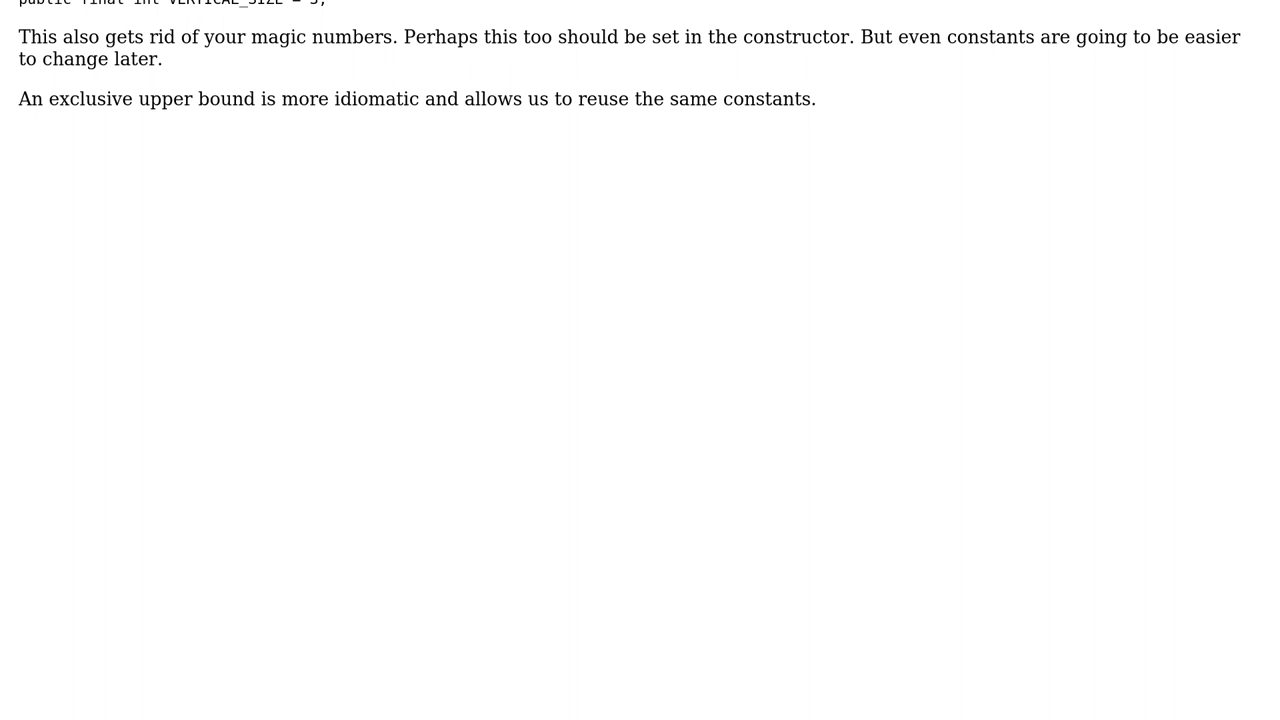 public final int VERTICAL_SIZE = 3;
This also gets rid of your magic numbers. Perhaps this too should be set in the constructor. But even constants are going to be easier
to change later.
An exclusive upper bound is more idiomatic and allows us to reuse the same constants.